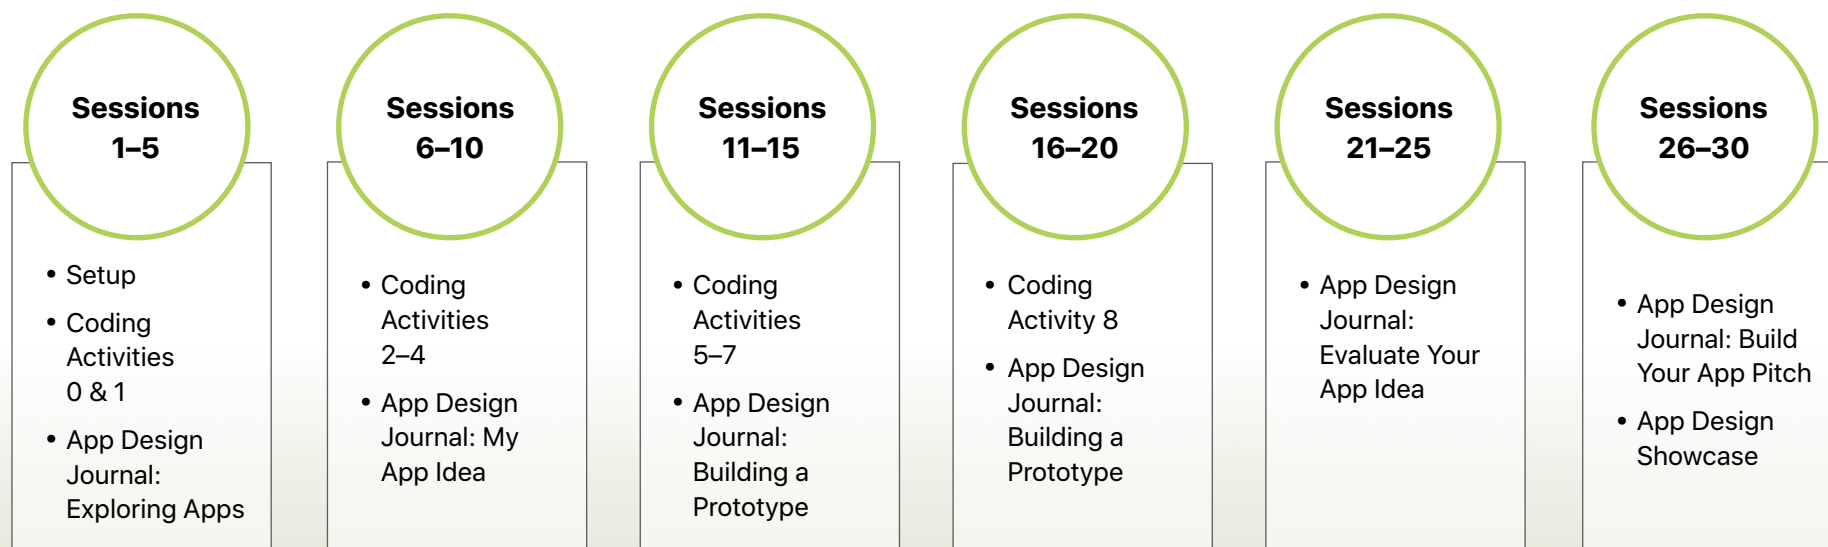 Sessions
1–5
• Setup
• Coding
Activities
0 & 1
• App Design
Journal:
Exploring Apps
Sessions
6–10
• Coding
Activities
2–4
• App Design
Journal: My
App Idea
Sessions
11–15
• Coding
Activities
5–7
• App Design
Journal:
Building a
Prototype
Sessions
16–20
• Coding
Activity 8
• App Design
Journal:
Building a
Prototype
Sessions
21–25
• App Design
Journal:
Evaluate Your
App Idea
Sessions
26–30
• App Design
Journal: Build
Your App Pitch
• App Design
Showcase